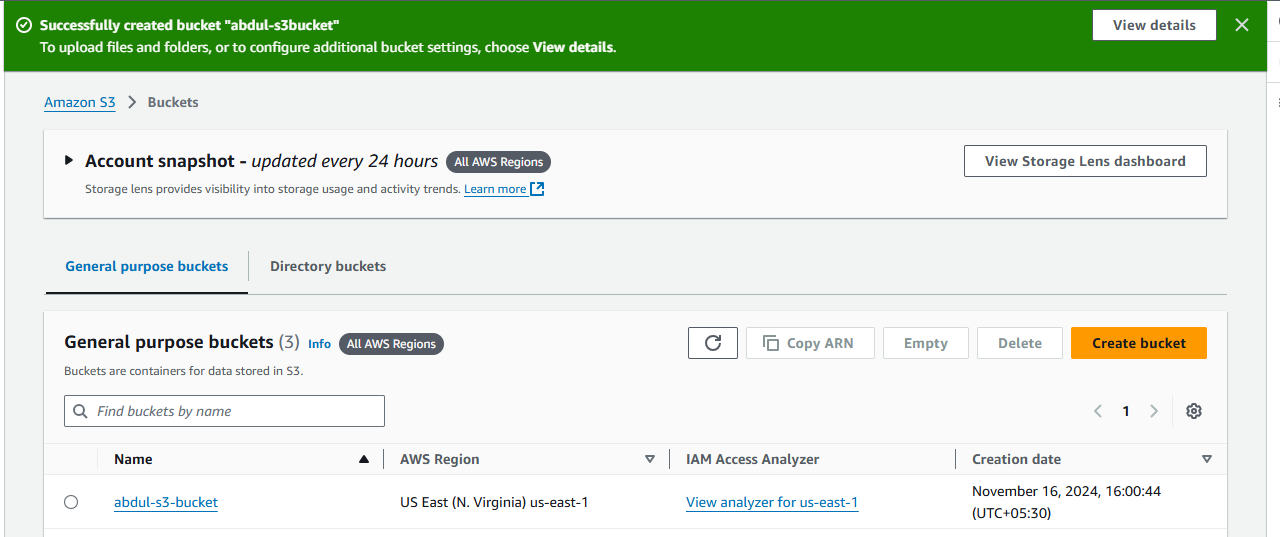 Successfully created bucket "abdul-s3bucket"
View details
To upload files and folders, or to configure additional bucket settings, choose View details.
Amazon S3 > Buckets
Account snapshot - updated every 24 hours All AWS Regions
View Storage Lens dashboard
Storage lens provides visibility into storage usage and activity trends. Learn more
General purpose buckets
Directory buckets
General purpose buckets (3) Info All AWS Regions
Copy ARN
Empty
Delete
Create bucket
Buckets are containers for data stored in S3.
Find buckets by name
1
Name
AWS Region
IAM Access Analyzer
Creation date
abdul-s3-bucket
US East (N. Virginia) us-east-1
View analyzer for us-east-1
November 16, 2024, 16:00:44
(UTC+05:30)